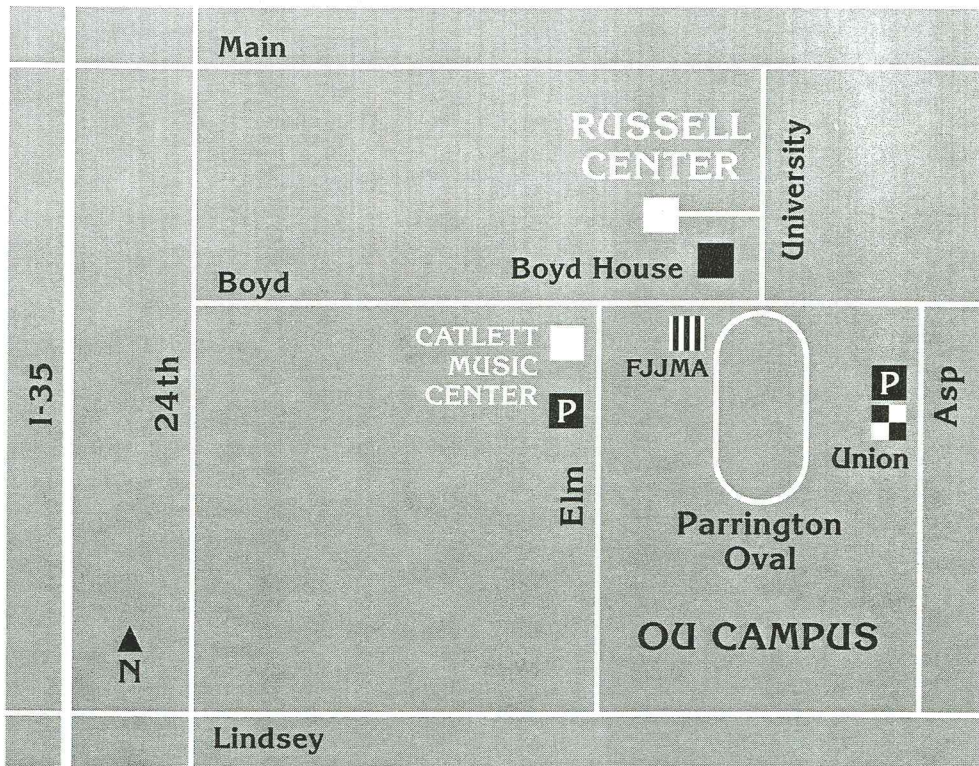 Main
RUSSELL
CENTER
University
Boyd House
Boyd
CATLETT
MUSIC
CENTER
FJJMA
P
P
I-35
24th
Asp
Union
Elm
Parrington
Oval
OU CAMPUS
N
Lindsey